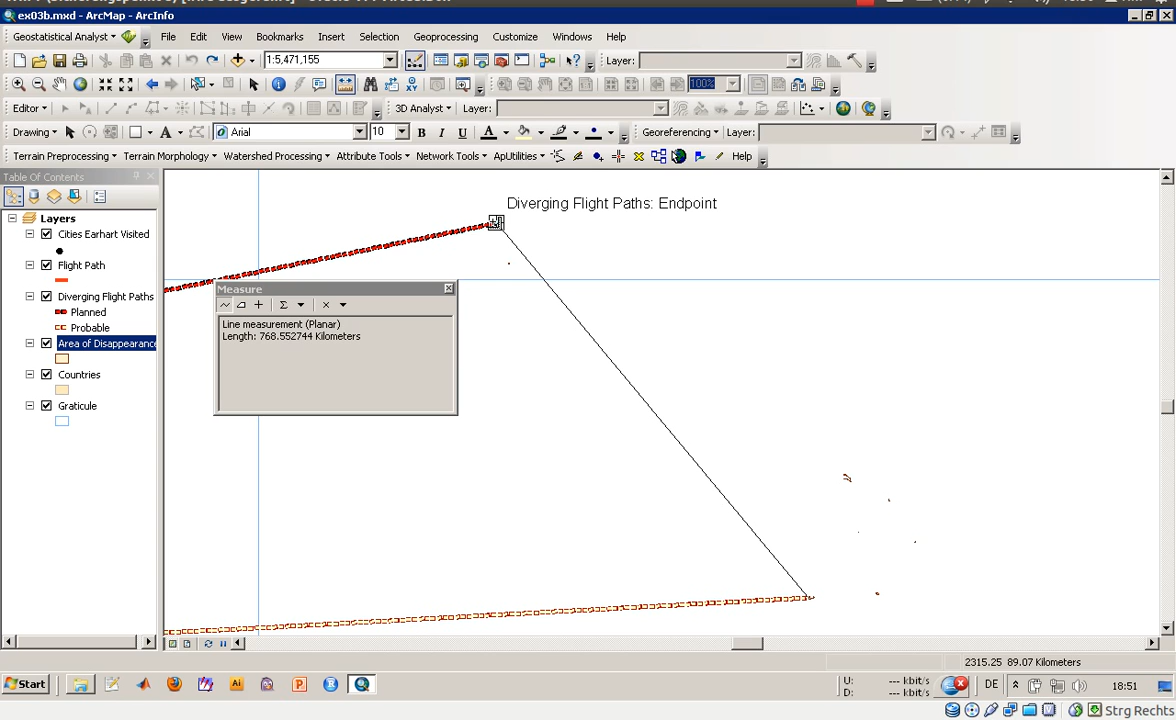 ex03b.mxd - ArcMap - ArcInfo
Geostatistical Analyst File Edit View Bookmarks Insert Selection Geoprocessing Customize Windows Help
1:5,471,155 Layer:
100%
Editor 3D Analyst Layer:
Drawing A Arial 10 B I U A Georeferencing Layer:
Terrain Preprocessing Terrain Morphology Watershed Processing Attribute Tools Network Tools ApUtilities Help
Table Of Contents
Layers
Cities Earhart Visited
Flight Path
Diverging Flight Paths
Planned
Probable
Area of Disappearance
Countries
Graticule
Diverging Flight Paths: Endpoint
Measure
Line measurement (Planar)
Length: 768.552744 Kilometers
2315.25 89.07 Kilometers
Start
U: --- kbit/s
D: --- kbit/s
DE
18:51
Strg Rechts